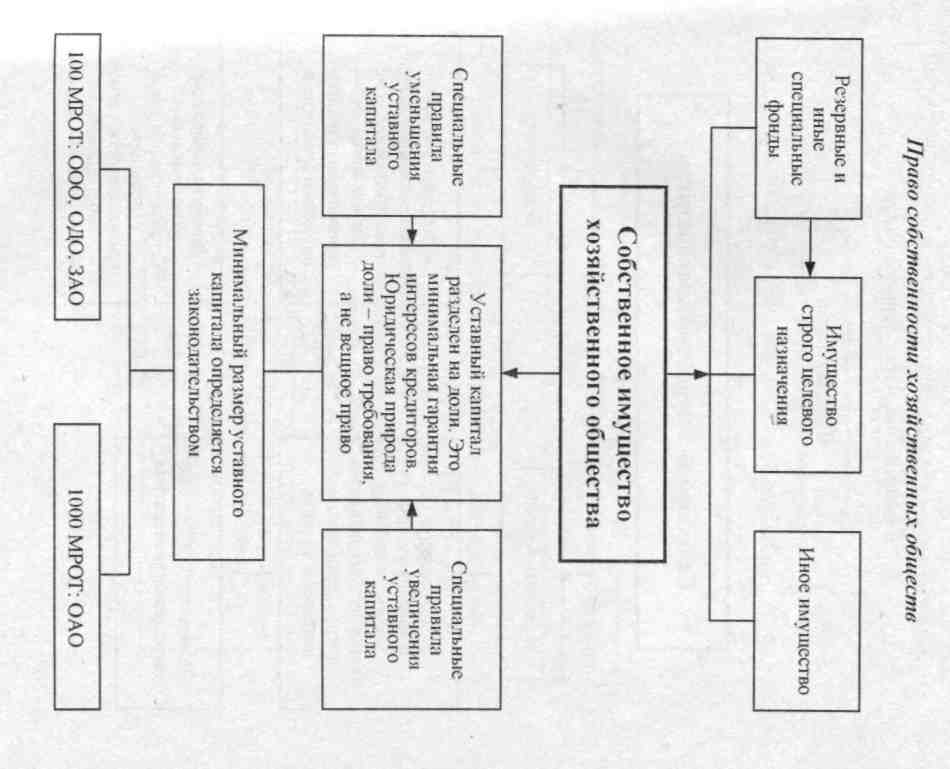 Право собственности хозяйственных обществ
Резервные и
иные
специальные
фонды
Имущество
строго целевого
назначения
Иное имущество
Собственное имущество
хозяйственного общества
Специальные
правила
уменьшения
уставного
капитала
Уставный капитал
разделен на доли. Это
минимальная гарантия
интересов кредиторов.
Юридическая природа
доли – право требования,
а не вещное право
Специальные
правила
увеличения
уставного
капитала
Минимальный размер уставного
капитала определяется
законодательством
100 МРОТ: ООО, ОДО, ЗАО
1000 МРОТ: ОАО